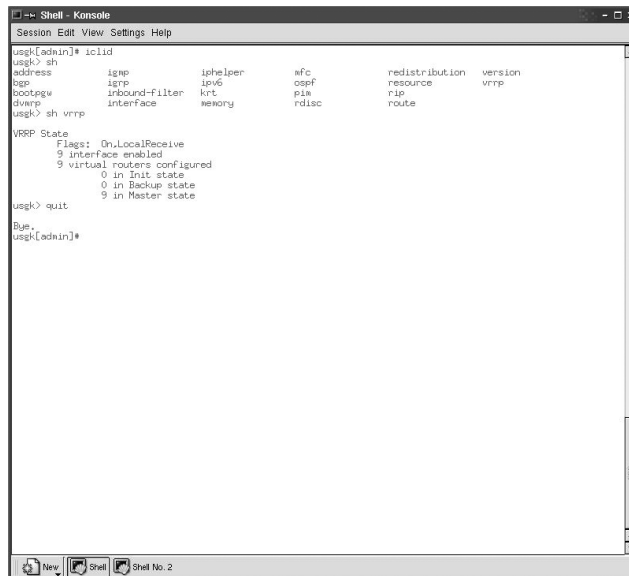 Shell - Konsole
Session Edit View Settings Help
usgk[admin]# iclid
usgk> sh
address igmp iphelper mfc redistribution version
bgp igrp ipv6 ospf resource vrrp
bootpgw inbound-filter krt pim rip
dvmrp interface memory rdisc route
usgk> sh vrrp
VRRP State
Flags: On,LocalReceive
9 interface enabled
9 virtual routers configured
0 in Init state
0 in Backup state
9 in Master state
usgk> quit
Bye.
usgk[admin]#
New Shell Shell No. 2